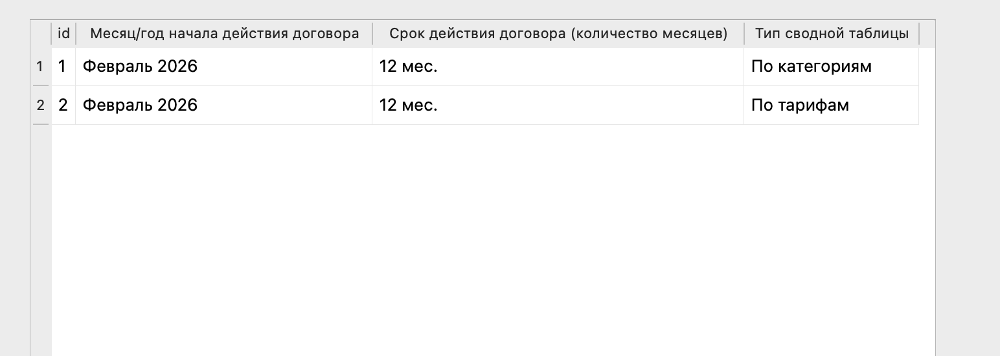 id Месяц/год начала действия договора Срок действия договора (количество месяцев) Тип сводной таблицы
1 1 Февраль 2026 12 мес. По категориям
2 2 Февраль 2026 12 мес. По тарифам